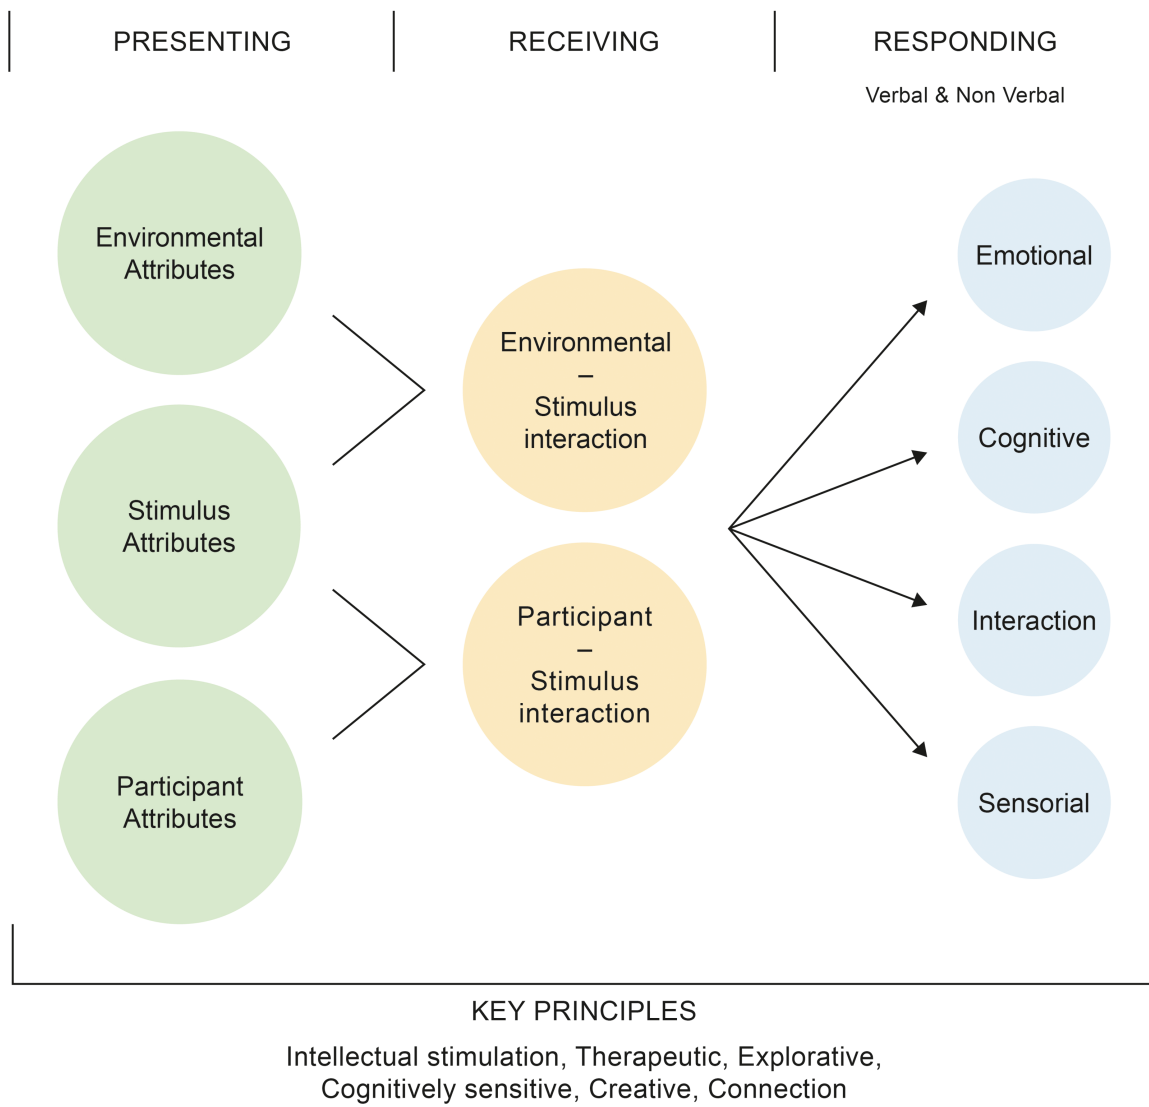 PRESENTING
RECEIVING
RESPONDING
Verbal & Non Verbal
Environmental
Attributes
Stimulus
Attributes
Participant
Attributes
Environmental
–
Stimulus
interaction
Participant
–
Stimulus
interaction
Emotional
Cognitive
Interaction
Sensorial
KEY PRINCIPLES
Intellectual stimulation, Therapeutic, Explorative,
Cognitively sensitive, Creative, Connection